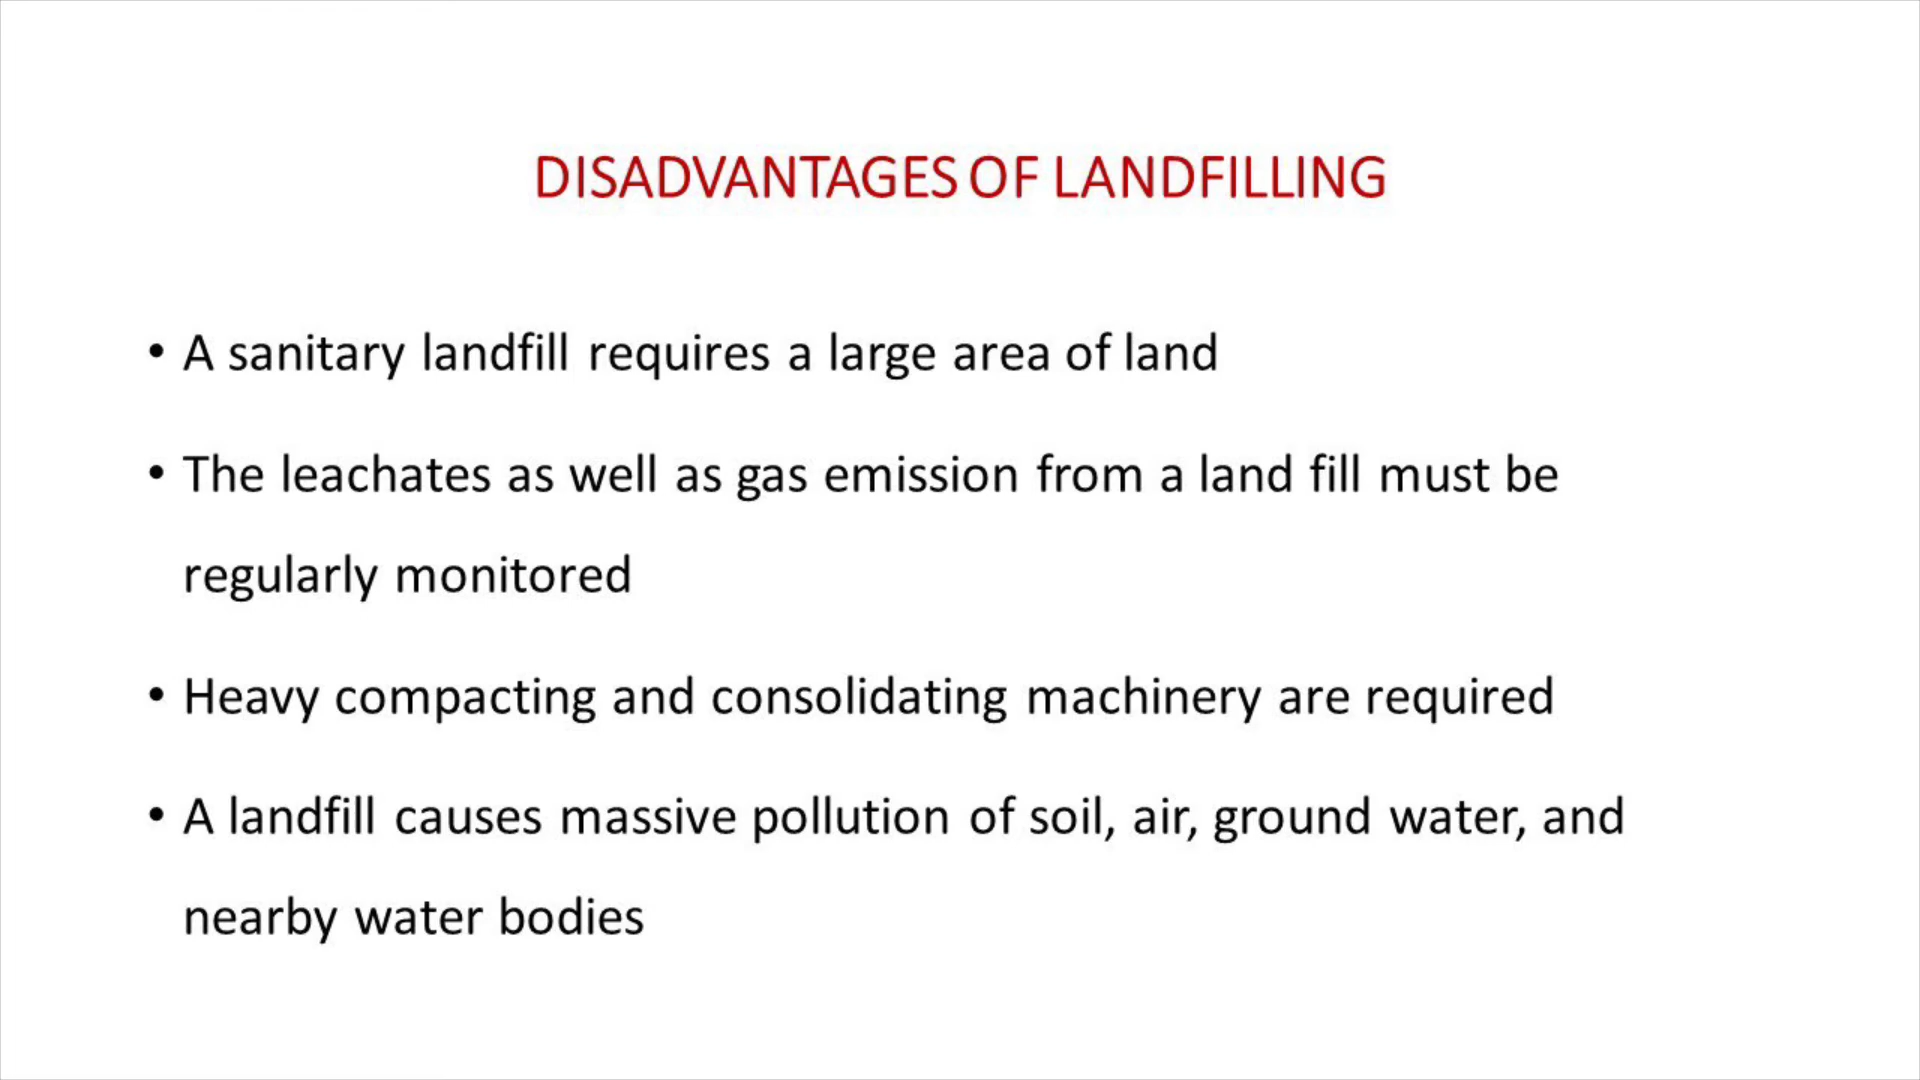 DISADVANTAGES OF LANDFILLING
• A sanitary landfill requires a large area of land
• The leachates as well as gas emission from a land fill must be
regularly monitored
• Heavy compacting and consolidating machinery are required
• A landfill causes massive pollution of soil, air, ground water, and
nearby water bodies